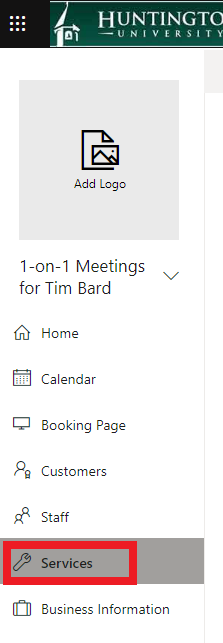 HUNTINGTON
UNIVERSITY
Add Logo
1-on-1 Meetings
for Tim Bard
Home
Calendar
Booking Page
Customers
Staff
Services
Business Information